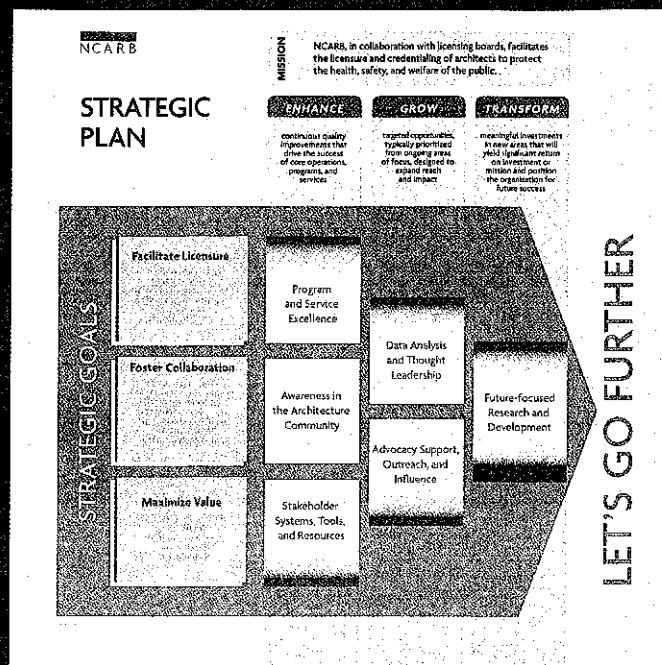 NCARB
MISSION
NCARB, in collaboration with licensing boards, facilitates
the licensure and credentialing of architects to protect
the health, safety, and welfare of the public.
STRATEGIC
PLAN
ENHANCE
continuous quality
improvements that
drive the success
of core operations,
programs, and
services
GROW
targeted opportunities,
typically prioritized
from ongoing areas
of focus, designed to
expand reach
and impact
TRANSFORM
meaningful investments
in new areas that will
yield significant return
on investment or
mission and position
the organization for
future success
STRATEGIC GOALS
Facilitate Licensure
Foster Collaboration
Maximize Value
Program
and Service
Excellence
Awareness in
the Architecture
Community
Stakeholder
Systems, Tools,
and Resources
Data Analysis
and Thought
Leadership
Advocacy Support,
Outreach, and
Influence
Future-focused
Research and
Development
LET'S GO FURTHER